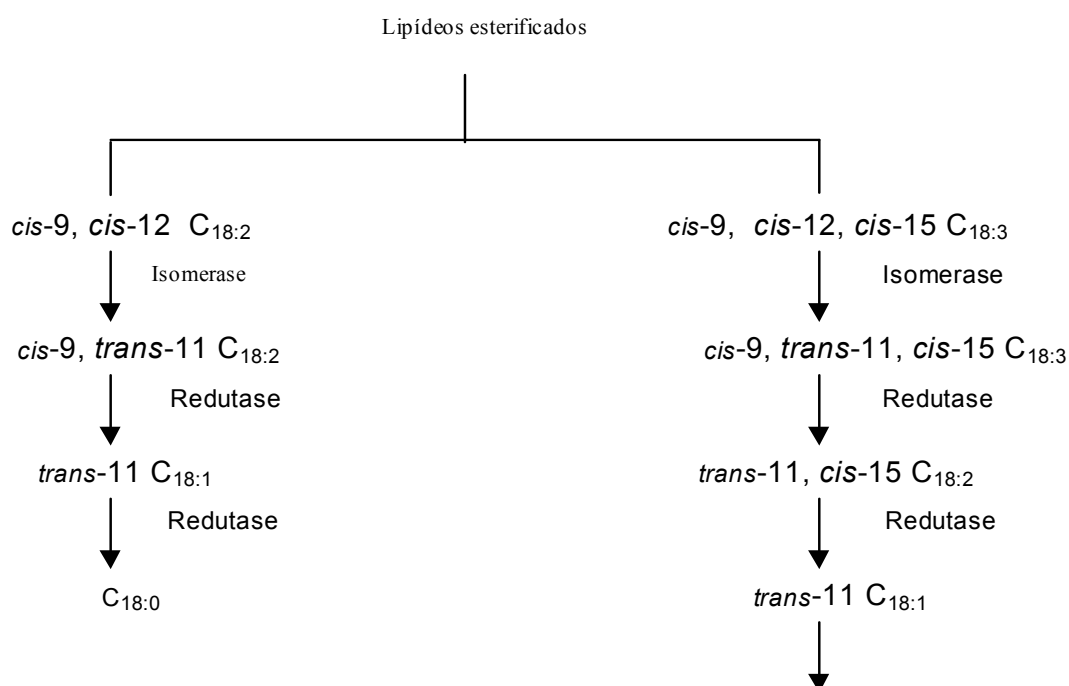 Lipídeos esterificados
cis-9, cis-12 C18:2
cis-9, cis-12, cis-15 C18:3
Isomerase
Isomerase
cis-9, trans-11 C18:2
cis-9, trans-11, cis-15 C18:3
Redutase
Redutase
trans-11 C18:1
trans-11, cis-15 C18:2
Redutase
Redutase
C18:0
trans-11 C18:1